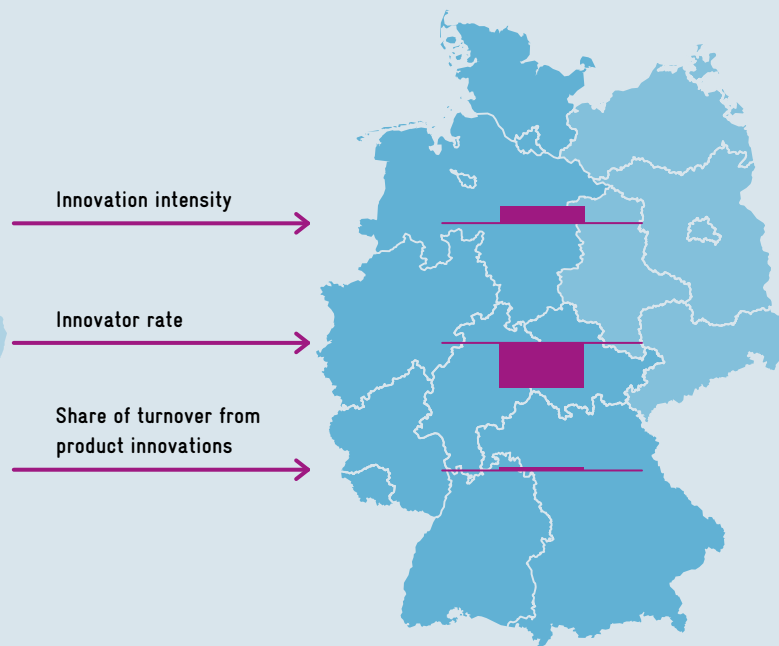 Innovation intensity
Innovator rate
Share of turnover from
product innovations